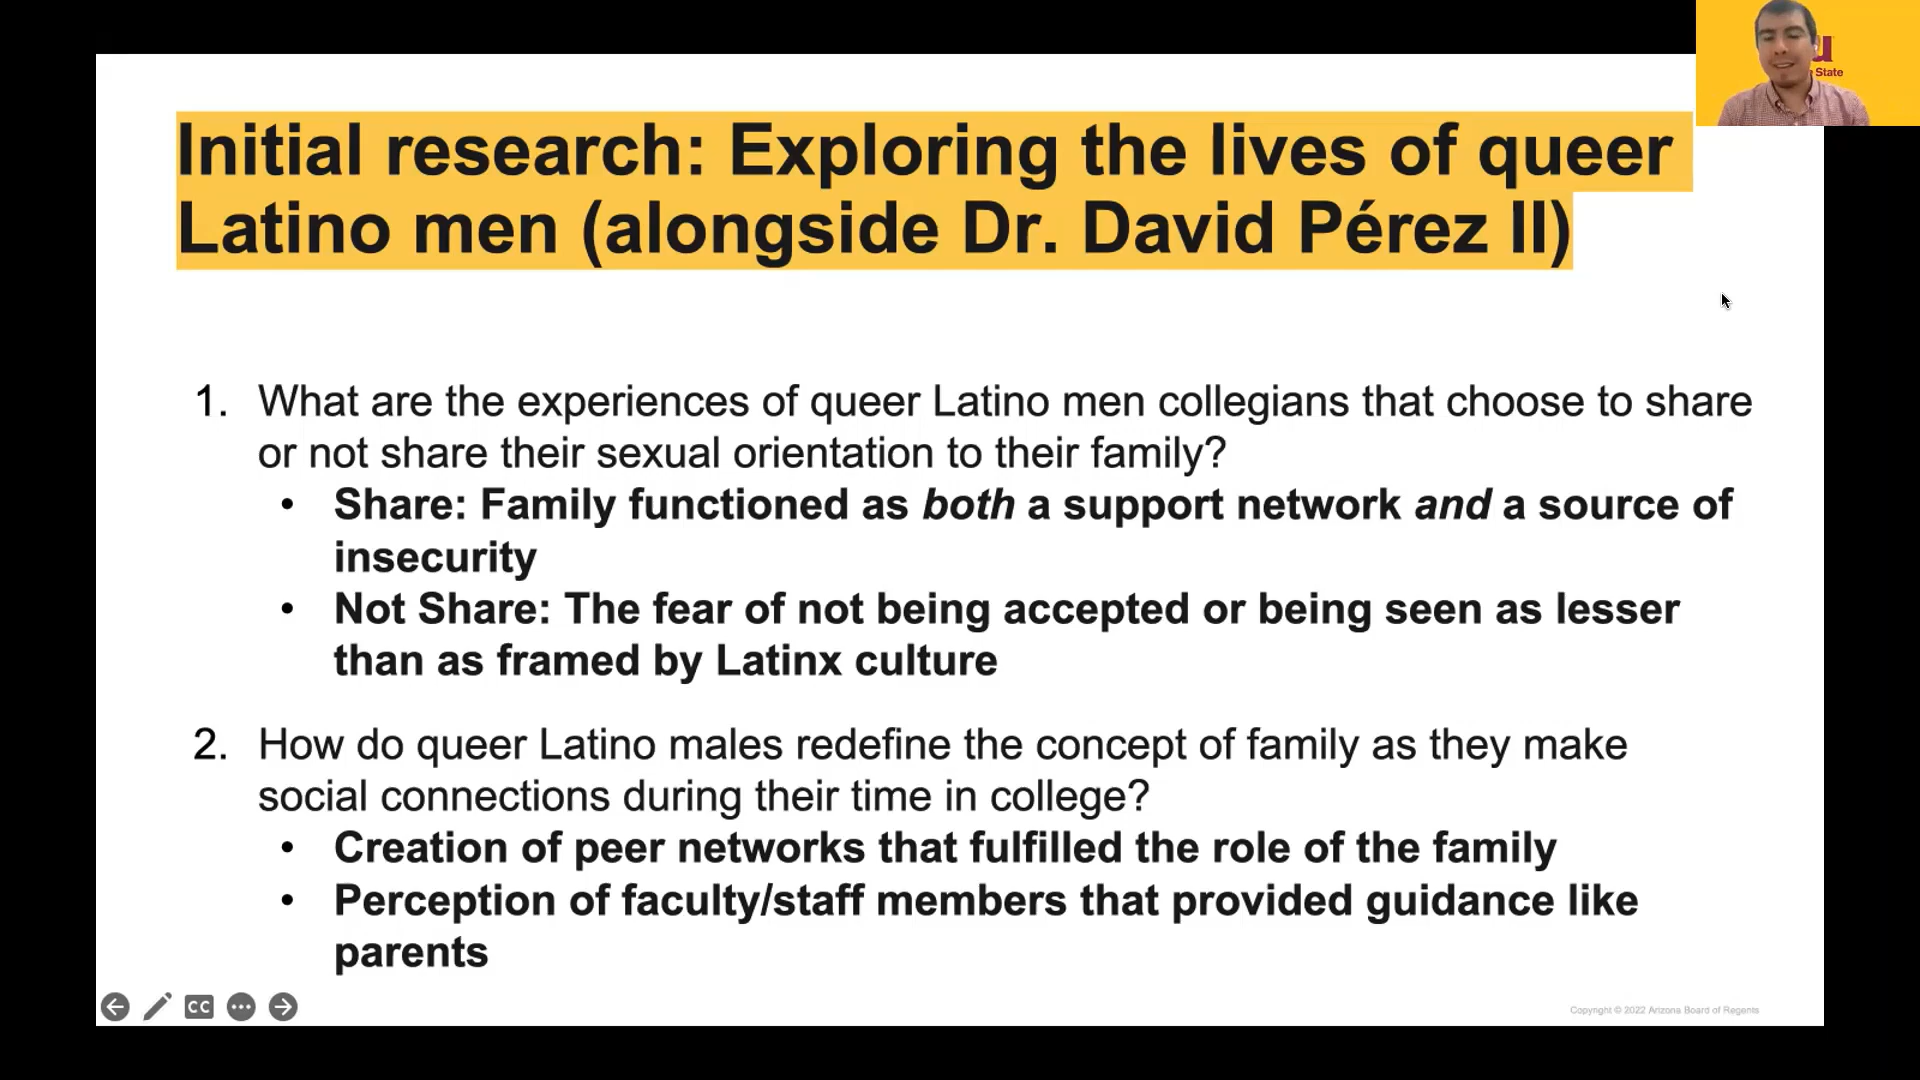 Initial research: Exploring the lives of queer
Latino men (alongside Dr. David Pérez II)
State
1. What are the experiences of queer Latino men collegians that choose to share
or not share their sexual orientation to their family?
• Share: Family functioned as both a support network and a source of
insecurity
• Not Share: The fear of not being accepted or being seen as lesser
than as framed by Latinx culture
2. How do queer Latino males redefine the concept of family as they make
social connections during their time in college?
• Creation of peer networks that fulfilled the role of the family
• Perception of faculty/staff members that provided guidance like
parents
CC
Copyright © 2022 Arizona Board of Regents